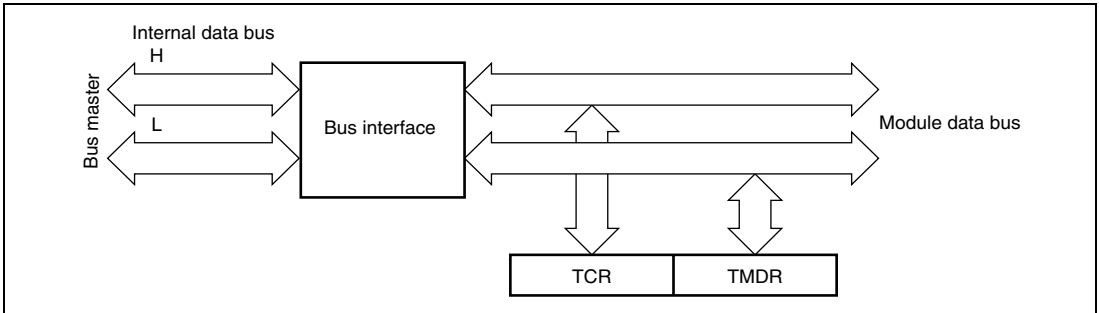 Internal data bus
H
Bus master
L
Bus interface
Module data bus
TCR
TMDR